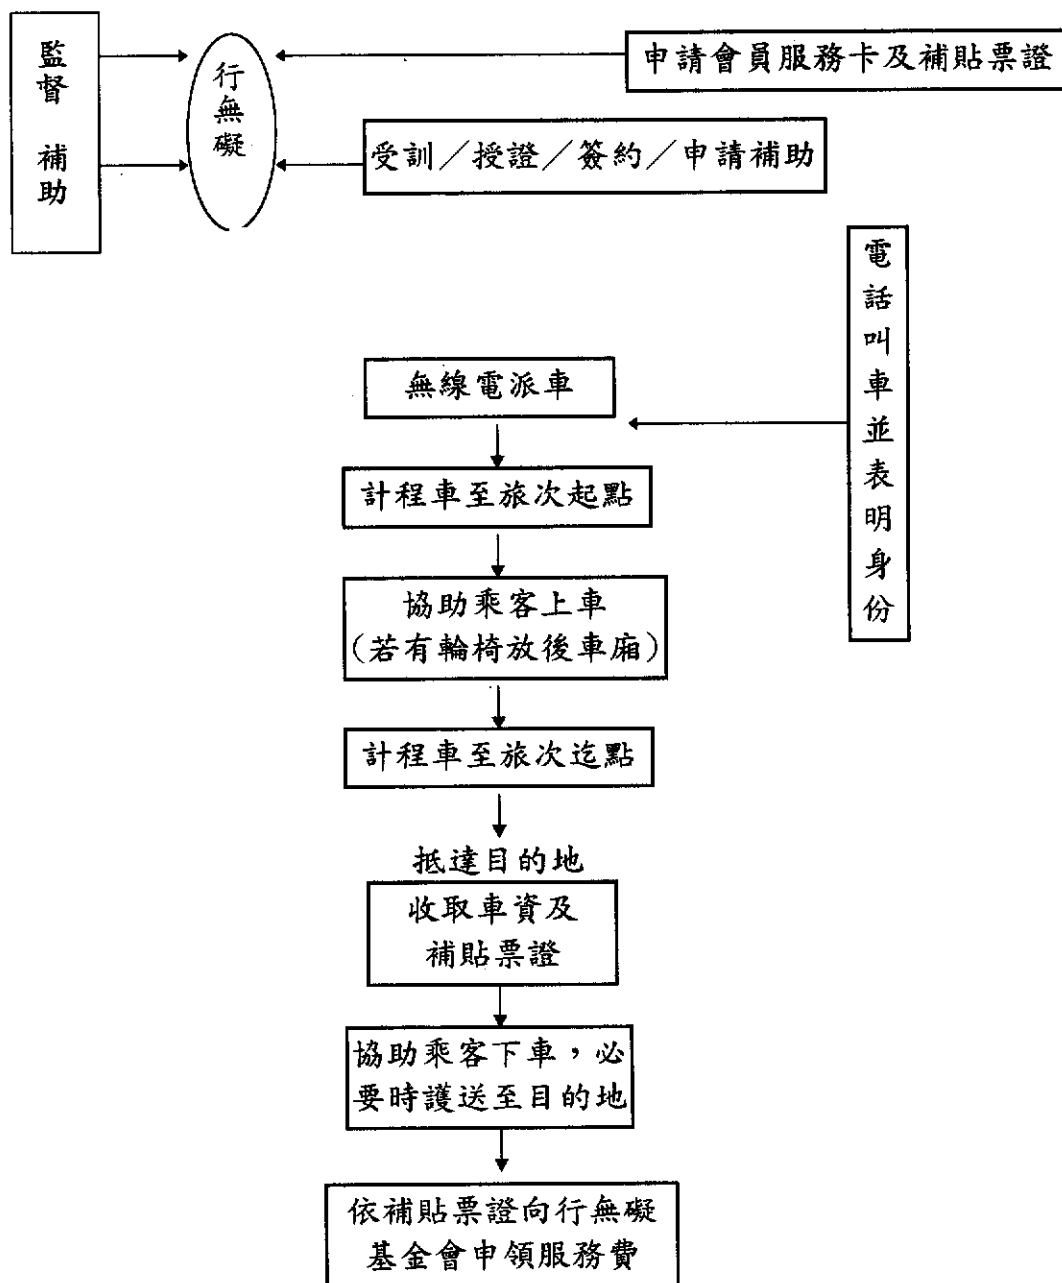 監督 補助
行無礙
申請會員服務卡及補貼票證
受訓／授證／簽約／申請補助
電話叫車並表明身份
無線電派車
計程車至旅次起點
協助乘客上車
(若有輪椅放後車廂)
計程車至旅次迄點
抵達目的地
收取車資及
補貼票證
協助乘客下車，必
要時護送至目的地
依補貼票證向行無礙
基金會申領服務費